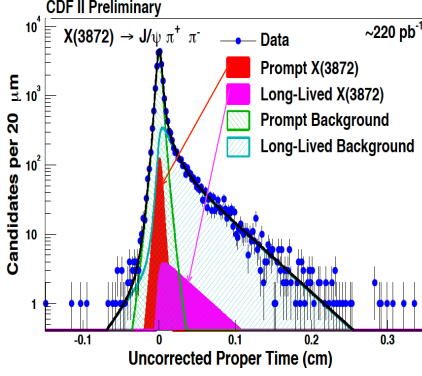 CDF II Preliminary
X(3872) → J/ψ π⁺ π⁻
~220 pb⁻¹
Data
Prompt X(3872)
Long-Lived X(3872)
Prompt Background
Long-Lived Background
Candidates per 20 μm
10⁴
10³
10²
10
1
-0.1 0 0.1 0.2 0.3
Uncorrected Proper Time (cm)